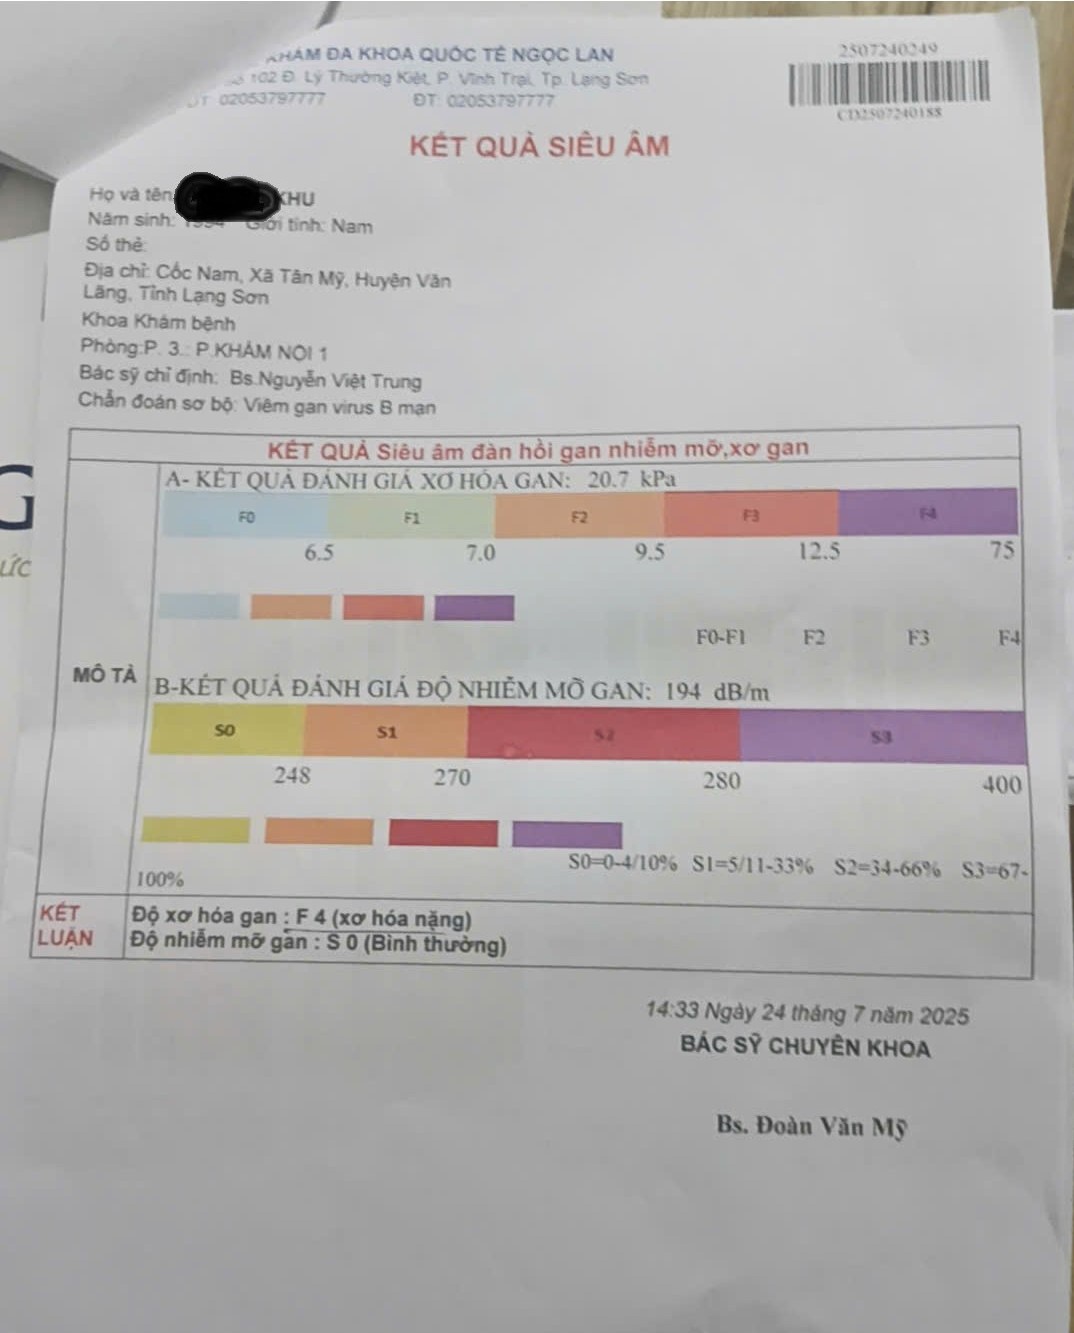 KHÁM ĐA KHOA QUỐC TẾ NGỌC LAN
102 Đ. Lý Thường Kiệt, P. Vĩnh Trại, Tp. Lạng Sơn
ĐT: 02053797777 ĐT: 02053797777
2507240249
CD2507240188
KẾT QUẢ SIÊU ÂM
Họ và tên: KHU
Năm sinh: Giới tính: Nam
Số thẻ:
Địa chỉ: Cốc Nam, Xã Tân Mỹ, Huyện Văn
Lãng, Tỉnh Lạng Sơn
Khoa Khám bệnh
Phòng:P. 3.: P.KHÁM NỘI 1
Bác sỹ chỉ định: Bs.Nguyễn Việt Trung
Chẩn đoán sơ bộ: Viêm gan virus B mạn
KẾT QUẢ Siêu âm đàn hồi gan nhiễm mỡ,xơ gan
A- KẾT QUẢ ĐÁNH GIÁ XƠ HÓA GAN: 20.7 kPa
F0 F1 F2 F3 F4
6.5 7.0 9.5 12.5 75
F0-F1 F2 F3 F4
MÔ TẢ
B-KẾT QUẢ ĐÁNH GIÁ ĐỘ NHIỄM MỠ GAN: 194 dB/m
S0 S1 S2 S3
248 270 280 400
S0=0-4/10% S1=5/11-33% S2=34-66% S3=67-
100%
KẾT LUẬN
Độ xơ hóa gan : F 4 (xơ hóa nặng)
Độ nhiễm mỡ gan : S 0 (Bình thường)
14:33 Ngày 24 tháng 7 năm 2025
BÁC SỸ CHUYÊN KHOA
Bs. Đoàn Văn Mỹ
G
ỨC